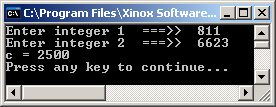 C:\Program Files\Xinox Software...
Enter integer 1  ===>>  811
Enter integer 2  ===>>  6623
c = 2500
Press any key to continue...